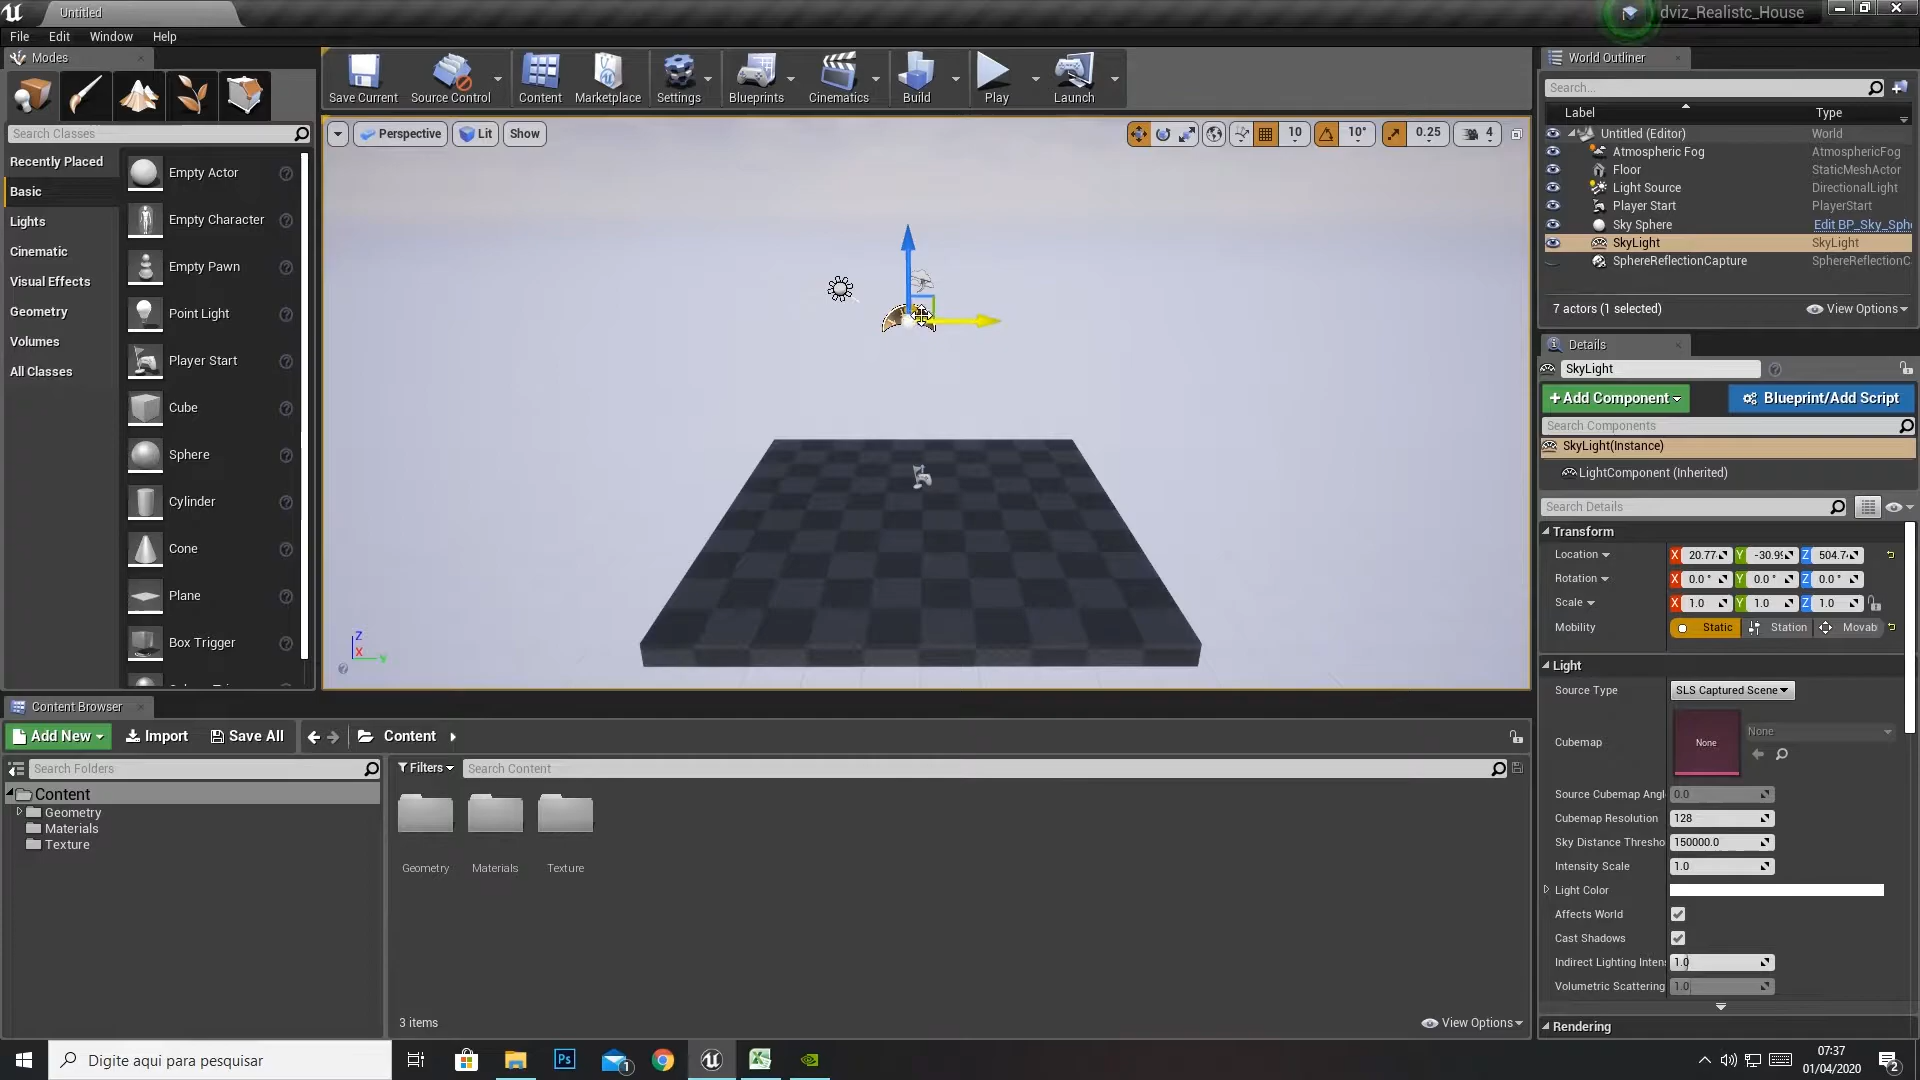 Untitled
dviz_Realistc_House
File Edit Window Help
Modes
Search Classes
Recently Placed
Basic
Lights
Cinematic
Visual Effects
Geometry
Volumes
All Classes
Empty Actor
Empty Character
Empty Pawn
Point Light
Player Start
Cube
Sphere
Cylinder
Cone
Plane
Box Trigger
Save Current Source Control Content Marketplace Settings Blueprints Cinematics Build Play Launch
Perspective Lit Show
10 10° 0.25 4
Z
X
Y
World Outliner
Search...
Label Type
Untitled (Editor) World
Atmospheric Fog AtmosphericFog
Floor StaticMeshActor
Light Source DirectionalLight
Player Start PlayerStart
Sky Sphere Edit BP_Sky_Sph
SkyLight SkyLight
SphereReflectionCapture SphereReflectionC
7 actors (1 selected) View Options
Details
SkyLight
+Add Component Blueprint/Add Script
Search Components
SkyLight(Instance)
LightComponent (Inherited)
Search Details
Transform
Location X 20.77 Y -30.9 Z 504.7
Rotation X 0.0 ° Y 0.0 ° Z 0.0 °
Scale X 1.0 Y 1.0 Z 1.0
Mobility Static Station Movab
Light
Source Type SLS Captured Scene
Cubemap None None
Source Cubemap Angl 0.0
Cubemap Resolution 128
Sky Distance Thresho 150000.0
Intensity Scale 1.0
Light Color
Affects World
Cast Shadows
Indirect Lighting Inten 1.0
Volumetric Scattering 1.0
Rendering
Content Browser
Add New Import Save All Content
Search Folders
Filters Search Content
Content
Geometry
Materials
Texture
Geometry Materials Texture
3 items View Options
Digite aqui para pesquisar
Ps
1
07:37
01/04/2020
2